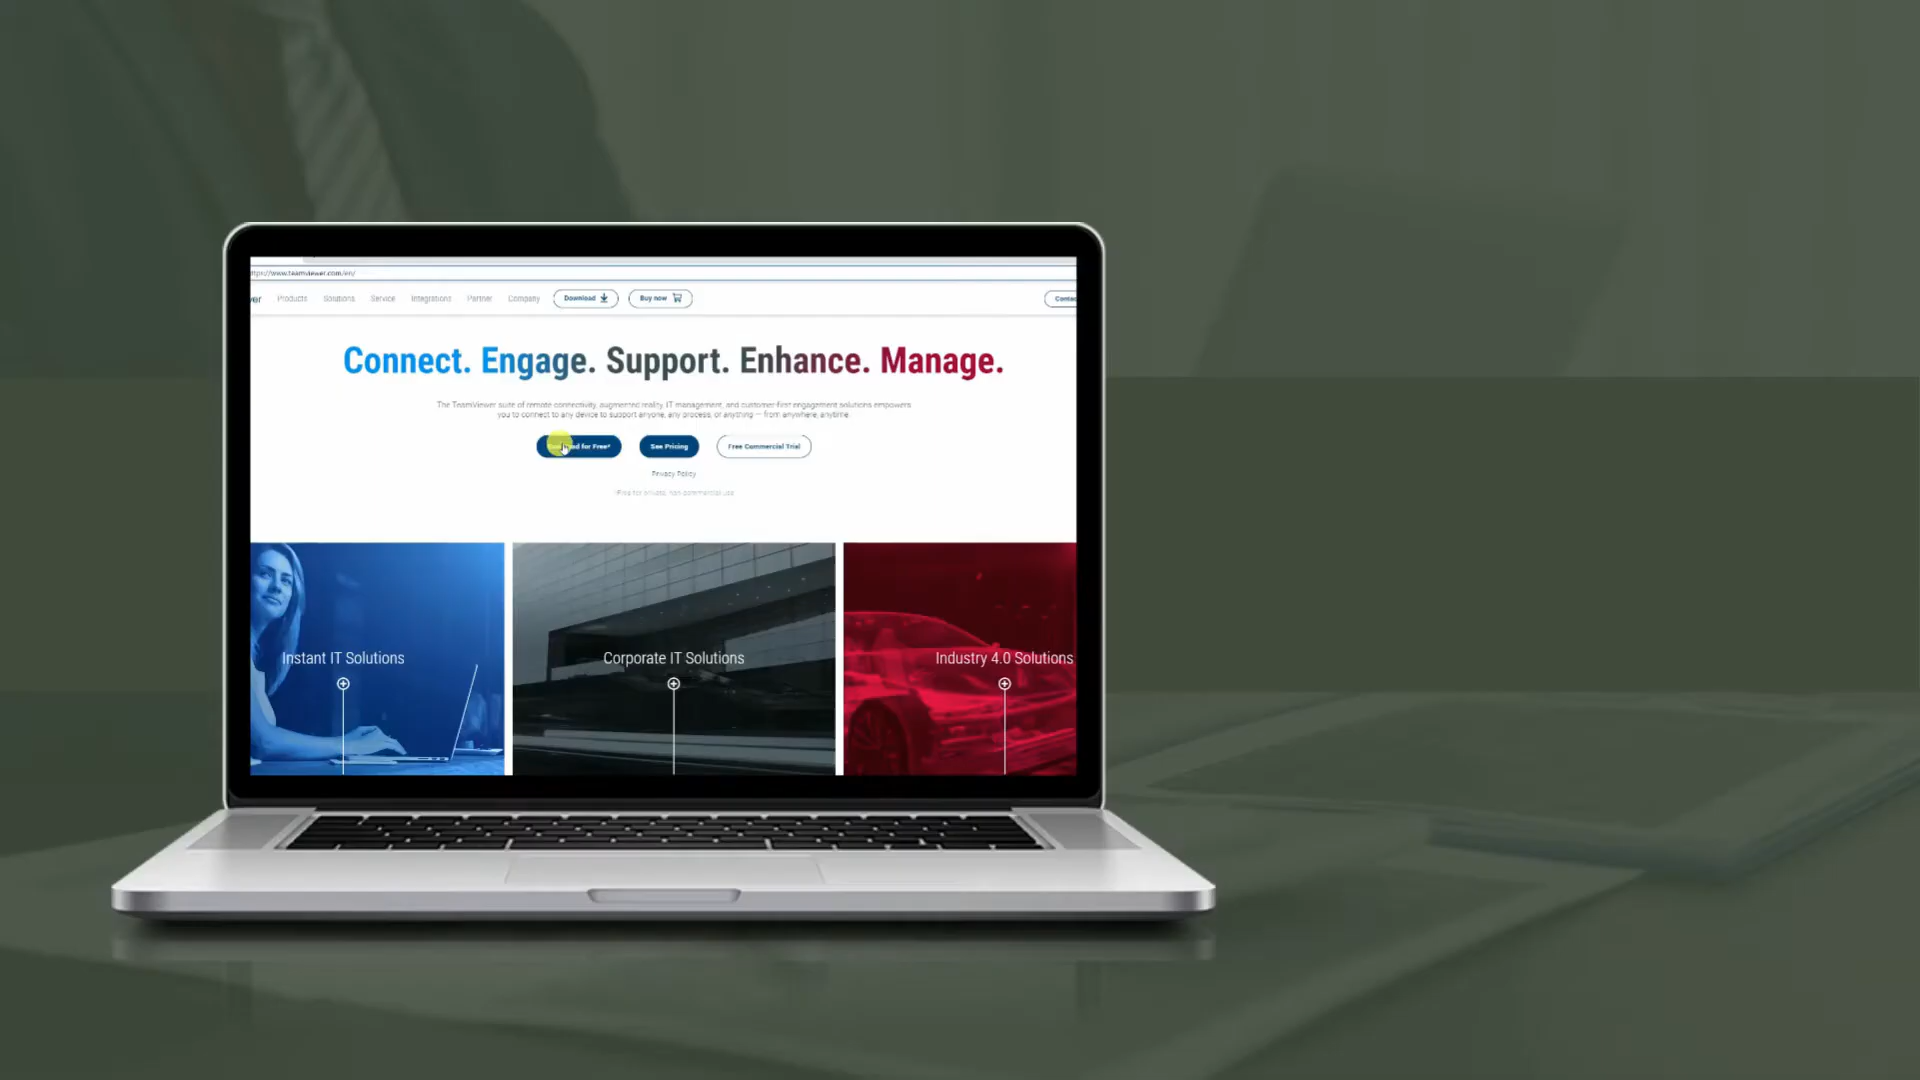 https://www.teamviewer.com/en/
Products Solutions Service Integrations Partner Company Download Buy now
Connect. Engage. Support. Enhance. Manage.
The TeamViewer suite of remote connectivity, augmented reality, IT management, and customer-first engagement solutions empowers
you to connect to any device to support anyone, any process, or anything — from anywhere, anytime.
for Free* See Pricing Free Commercial Trial
Privacy Policy
*Free for private, non-commercial use
Instant IT Solutions Corporate IT Solutions Industry 4.0 Solutions